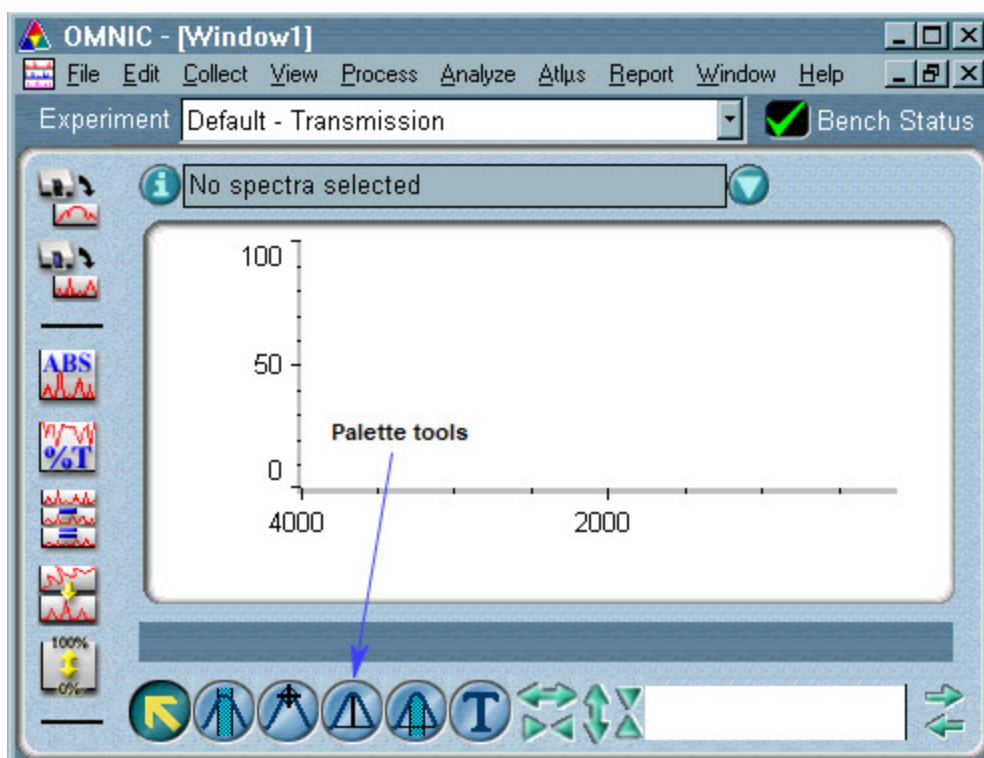 OMNIC - [Window1]
File Edit Collect View Process Analyze Atlµs Report Window Help
Experiment Default - Transmission Bench Status
No spectra selected
100
50
0
4000 2000
Palette tools
ABS
%T
100%
0%
T